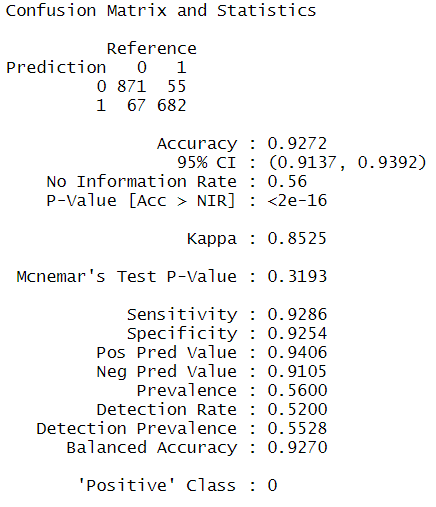 Confusion Matrix and Statistics
Reference
Prediction 0 1
0 871 55
1 67 682
Accuracy : 0.9272
95% CI : (0.9137, 0.9392)
No Information Rate : 0.56
P-Value [Acc > NIR] : <2e-16
Kappa : 0.8525
Mcnemar's Test P-Value : 0.3193
Sensitivity : 0.9286
Specificity : 0.9254
Pos Pred Value : 0.9406
Neg Pred Value : 0.9105
Prevalence : 0.5600
Detection Rate : 0.5200
Detection Prevalence : 0.5528
Balanced Accuracy : 0.9270
'Positive' Class : 0